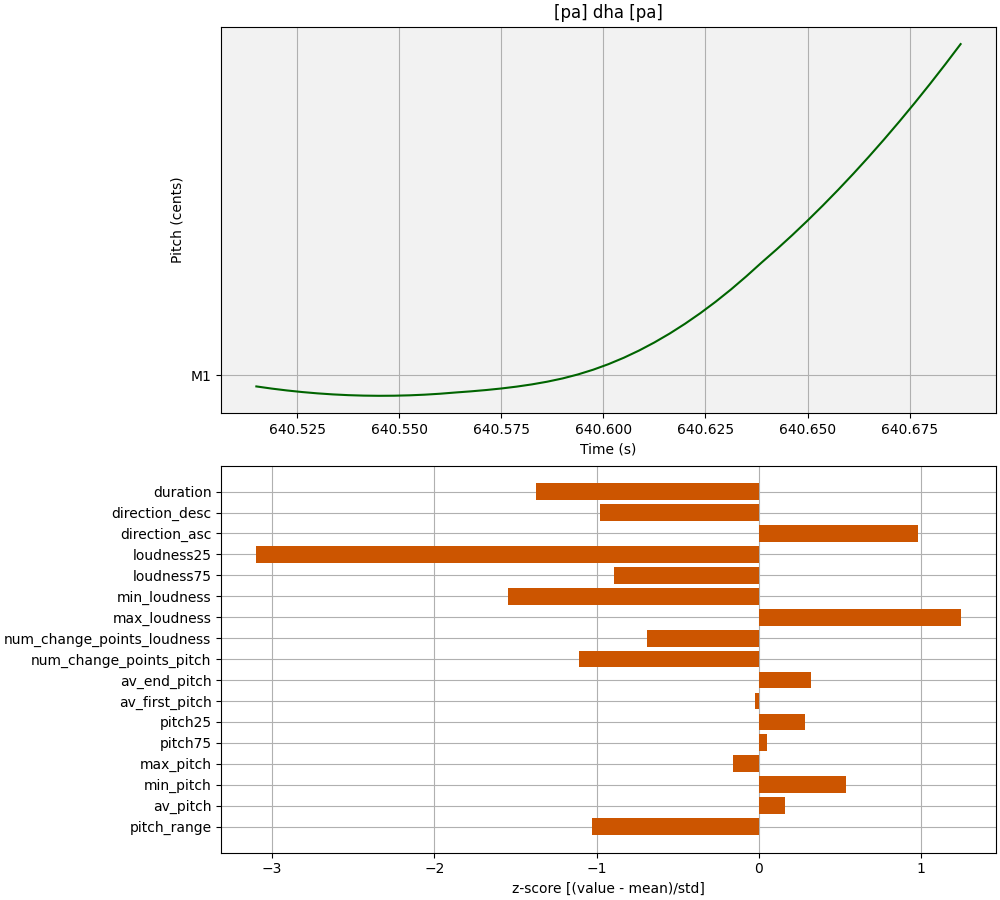 [pa] dha [pa]
Pitch (cents)
M1
640.525 640.550 640.575 640.600 640.625 640.650 640.675
Time (s)
duration
direction_desc
direction_asc
loudness25
loudness75
min_loudness
max_loudness
num_change_points_loudness
num_change_points_pitch
av_end_pitch
av_first_pitch
pitch25
pitch75
max_pitch
min_pitch
av_pitch
pitch_range
−3 −2 −1 0 1
z-score [(value - mean)/std]